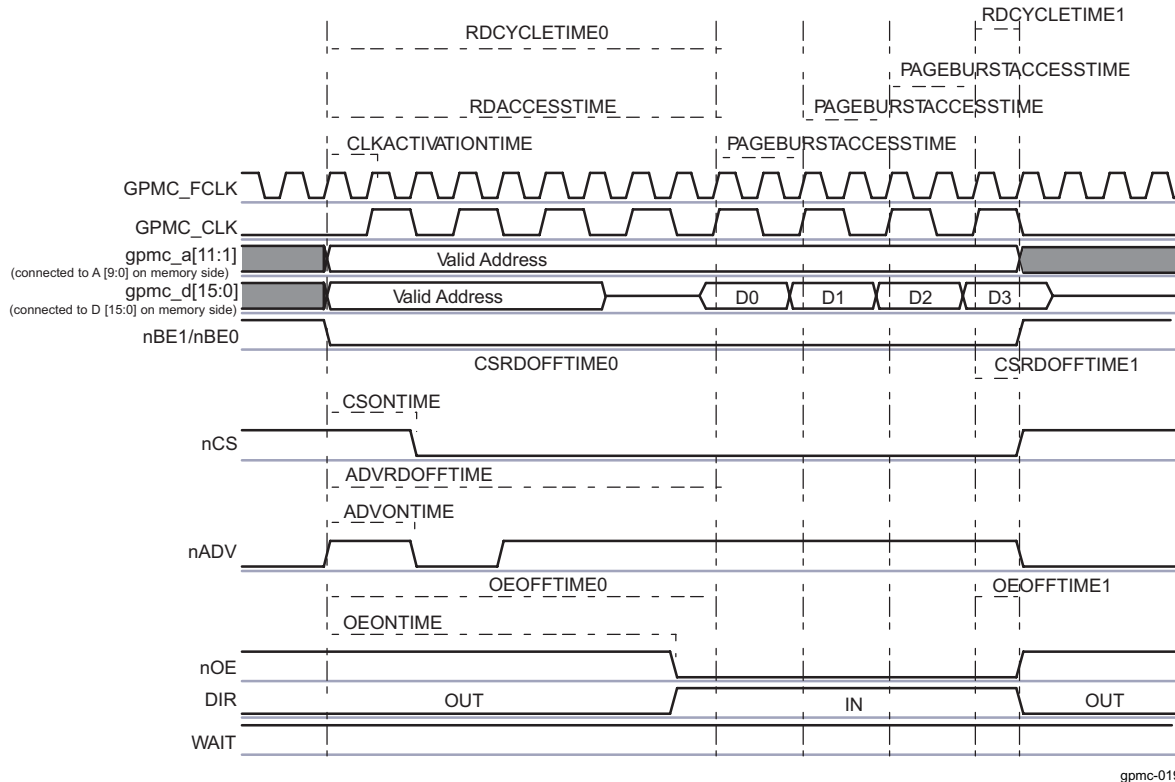 RDCYCLETIME1
RDCYCLETIME0
PAGEBURSTACCESSTIME
RDACCESSTIME
PAGEBURSTACCESSTIME
CLKACTIVATIONTIME
PAGEBURSTACCESSTIME
GPMC_FCLK
GPMC_CLK
gpmc_a[11:1]
Valid Address
(connected to A [9:0] on memory side)
gpmc_d[15:0]
Valid Address
D0
D1
D2
D3
(connected to D [15:0] on memory side)
nBE1/nBE0
CSRDOFFTIME0
CSRDOFFTIME1
CSONTIME
nCS
ADVRDOFFTIME
ADVONTIME
nADV
OEOFFTIME0
OEOFFTIME1
OEONTIME
nOE
DIR
OUT
IN
OUT
WAIT